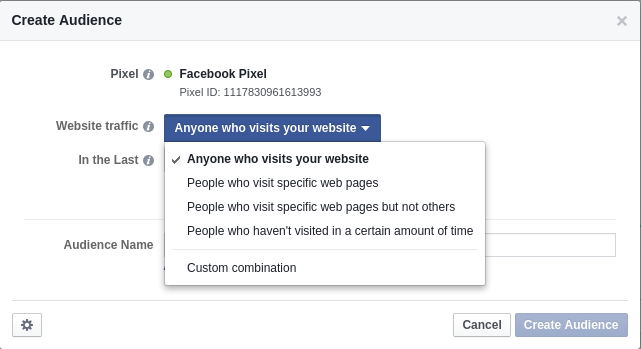 Create Audience
Pixel
Facebook Pixel
Pixel ID: 1117830961613993
Website traffic
Anyone who visits your website
In the Last
Anyone who visits your website
People who visit specific web pages
People who visit specific web pages but not others
People who haven't visited in a certain amount of time
Audience Name
Custom combination
Cancel
Create Audience